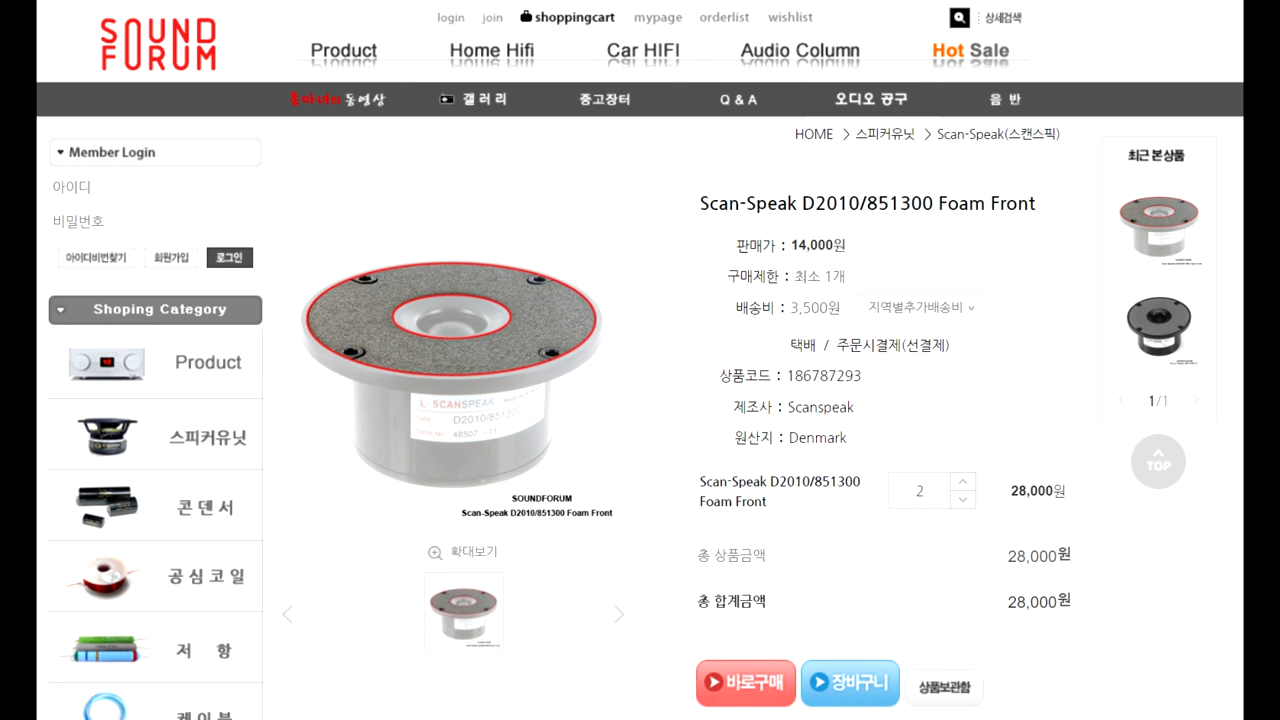 SOUND
FORUM
login join shoppingcart mypage orderlist wishlist
상세검색
Product Home Hifi Car HIFI Audio Column Hot Sale
동영상 갤러리 중고장터 Q & A 오디오 공구 음 반
HOME > 스피커유닛 > Scan-Speak(스캔스픽)
Member Login
아이디
비밀번호
아이디비번찾기 회원가입 로그인
Shoping Category
Product
스피커유닛
콘 덴 서
공 심 코 일
저 항
케 이 블
SCANSPEAK
D2010/851300
48507 - 11
SOUNDFORUM
Scan-Speak D2010/851300 Foam Front
확대보기
Scan-Speak D2010/851300 Foam Front
판매가 : 14,000원
구매제한 : 최소 1개
배송비 : 3,500원 지역별추가배송비
택배 / 주문시결제(선결제)
상품코드 : 186787293
제조사 : Scanspeak
원산지 : Denmark
Scan-Speak D2010/851300
Foam Front
2
28,000원
총 상품금액 28,000원
총 합계금액 28,000원
바로구매 장바구니 상품보관함
최근 본 상품
1/1
TOP